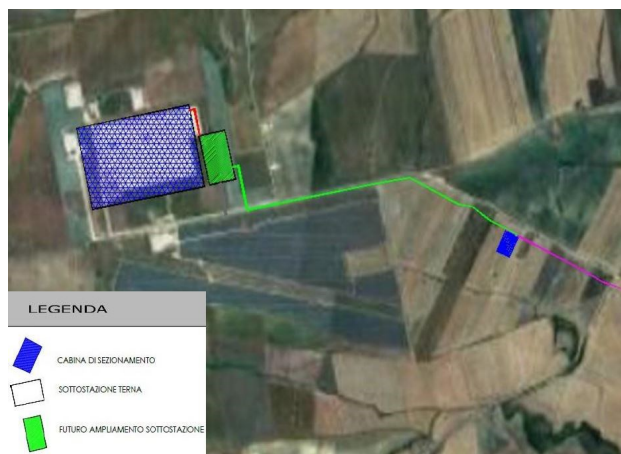 LEGENDA
CABINA DI SEZIONAMENTO
SOTTOSTAZIONE TERNA
FUTURO AMPLIAMENTO SOTTOSTAZIONE